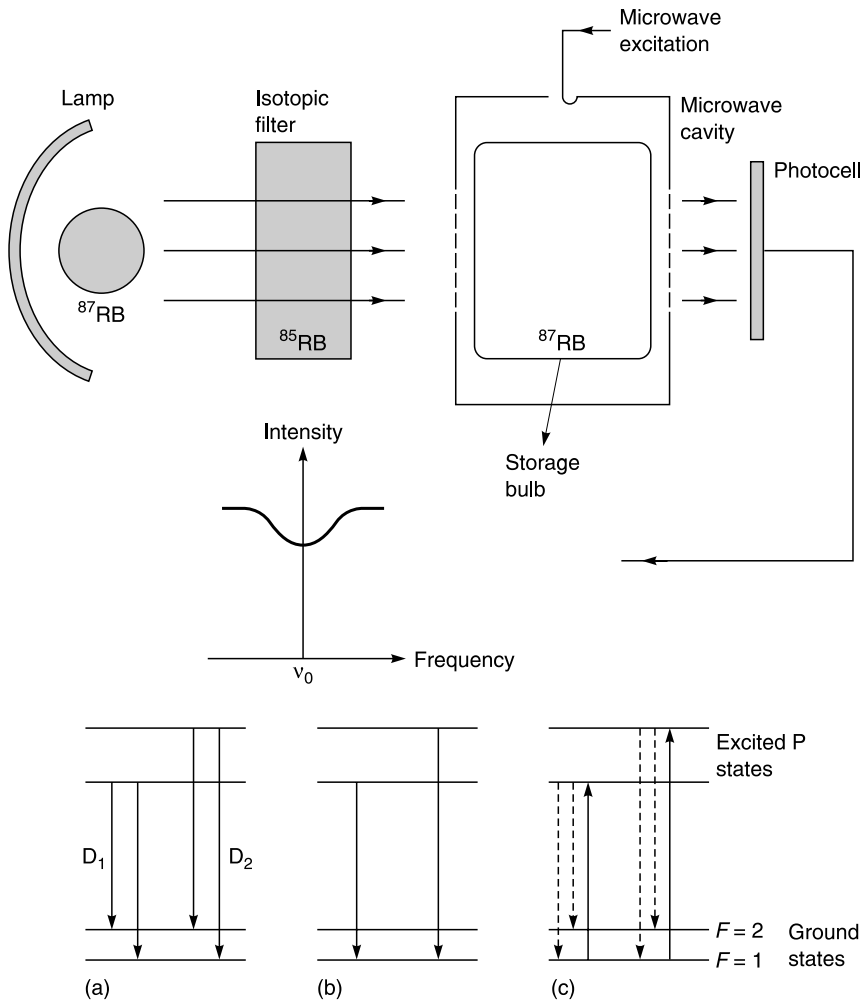 Microwave
excitation
Lamp
Isotopic
filter
Microwave
cavity
Photocell
⁸⁷RB
⁸⁵RB
⁸⁷RB
Storage
bulb
Intensity
Frequency
ν₀
Excited P
states
D₁
D₂
F = 2
F = 1
Ground
states
(a)
(b)
(c)